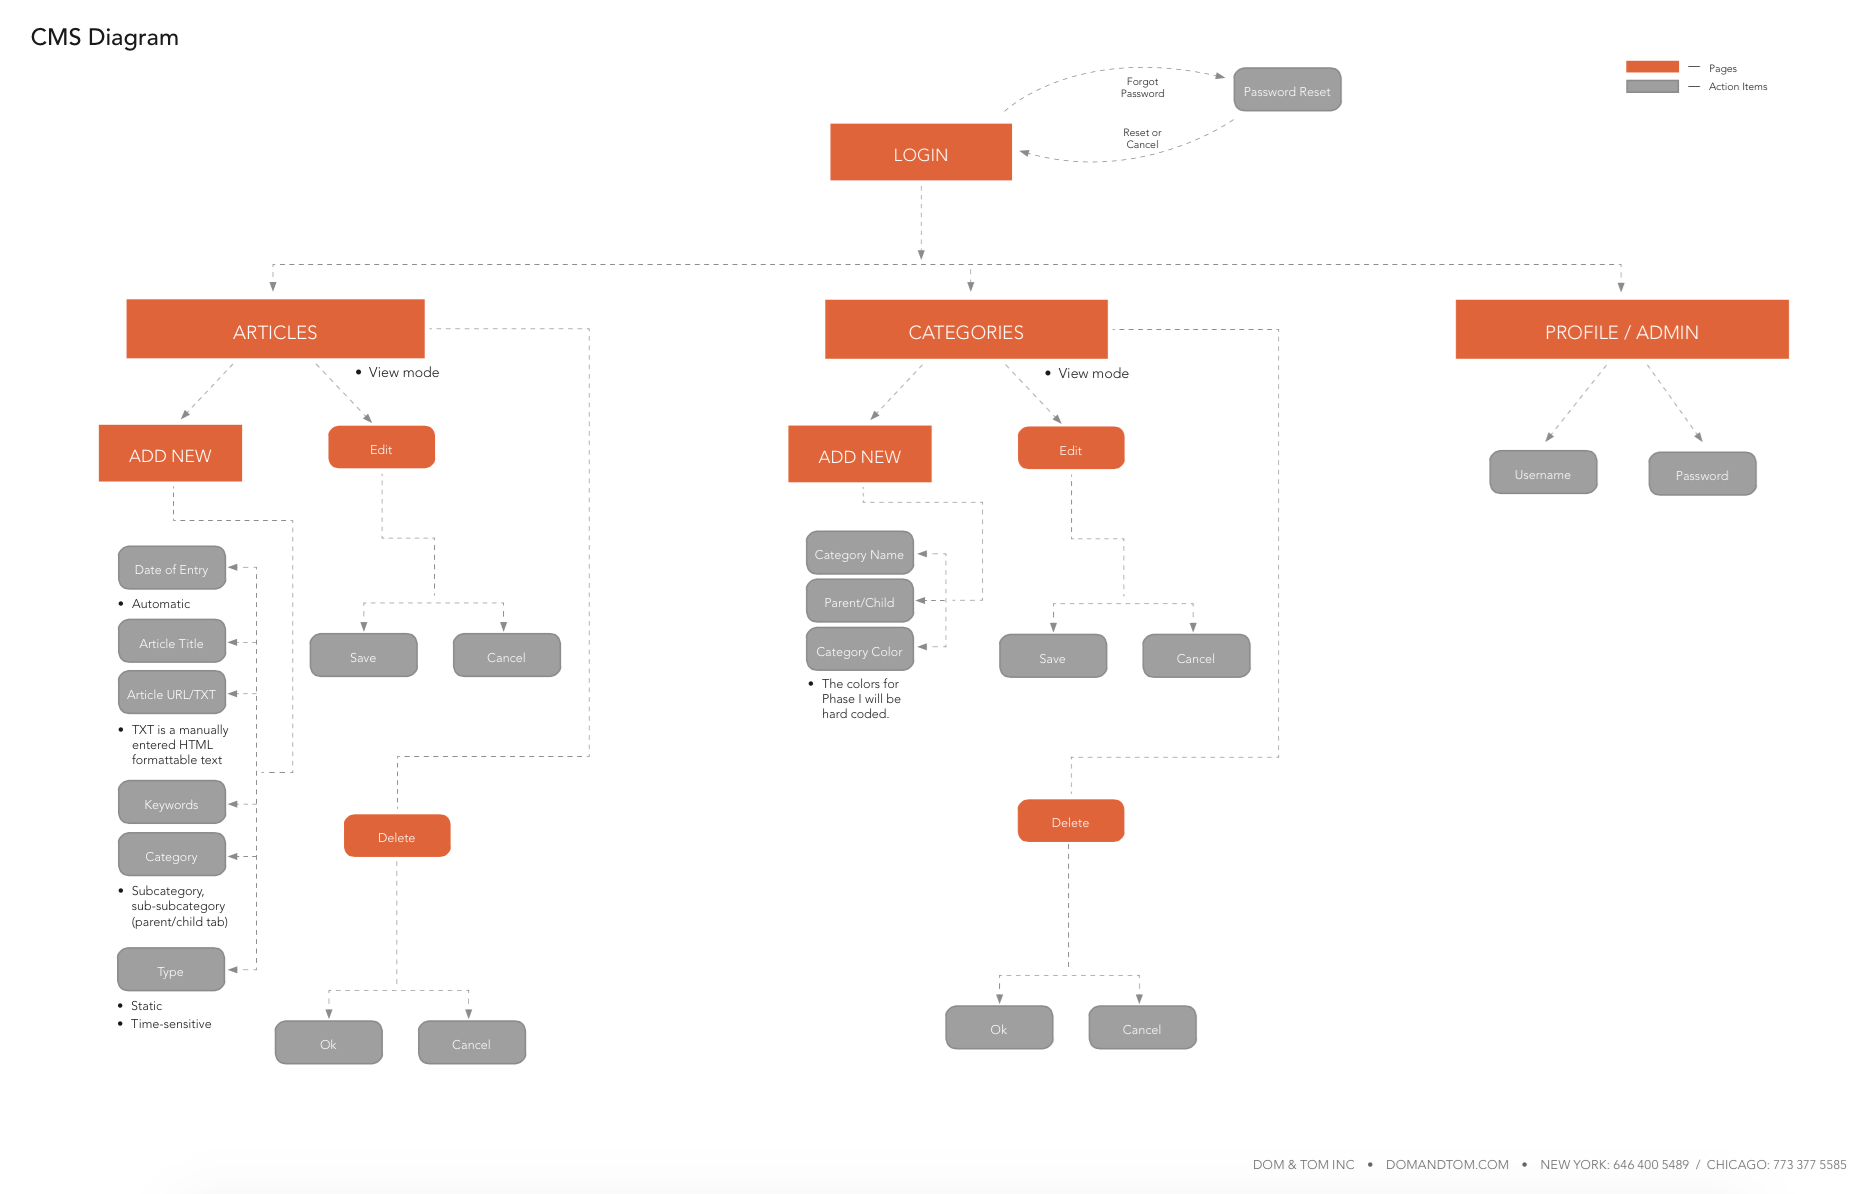 CMS Diagram
Forgot
Password
Password Reset
Pages
Action Items
Reset or
Cancel
LOGIN
ARTICLES
CATEGORIES
PROFILE / ADMIN
• View mode
• View mode
ADD NEW
Edit
ADD NEW
Edit
Username
Password
Date of Entry
• Automatic
Article Title
Article URL/TXT
• TXT is a manually
entered HTML
formattable text
Keywords
Category
• Subcategory,
sub-subcategory
(parent/child tab)
Type
• Static
• Time-sensitive
Save
Cancel
Delete
Ok
Cancel
Category Name
Parent/Child
Category Color
• The colors for
Phase I will be
hard coded.
Save
Cancel
Delete
Ok
Cancel
DOM & TOM INC • DOMANDTOM.COM • NEW YORK: 646 400 5489 / CHICAGO: 773 377 5585